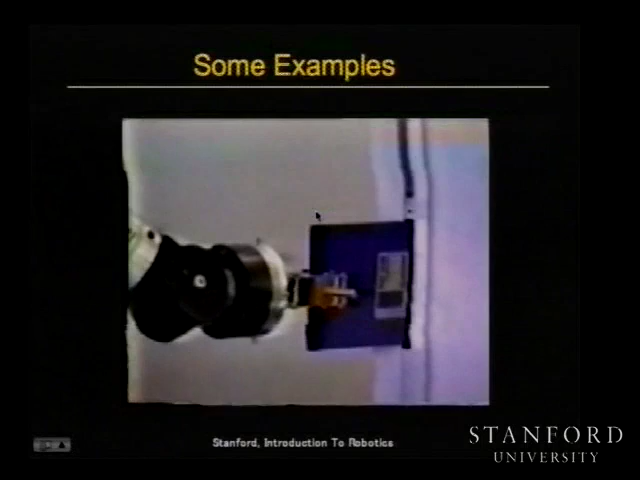 Some Examples
Stanford, Introduction To Robotics
STANFORD
UNIVERSITY